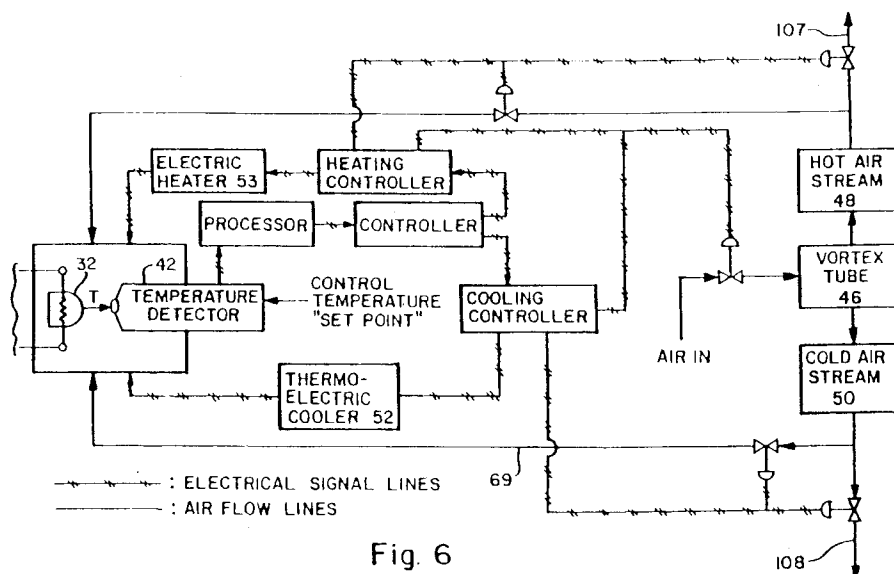 107
ELECTRIC
HEATER 53
HEATING
CONTROLLER
HOT AIR
STREAM
48
PROCESSOR
CONTROLLER
32
42
T
TEMPERATURE
DETECTOR
CONTROL
TEMPERATURE
"SET POINT"
COOLING
CONTROLLER
VORTEX
TUBE
46
AIR IN
THERMO-
ELECTRIC
COOLER 52
COLD AIR
STREAM
50
69
: ELECTRICAL SIGNAL LINES
: AIR FLOW LINES
Fig. 6
108